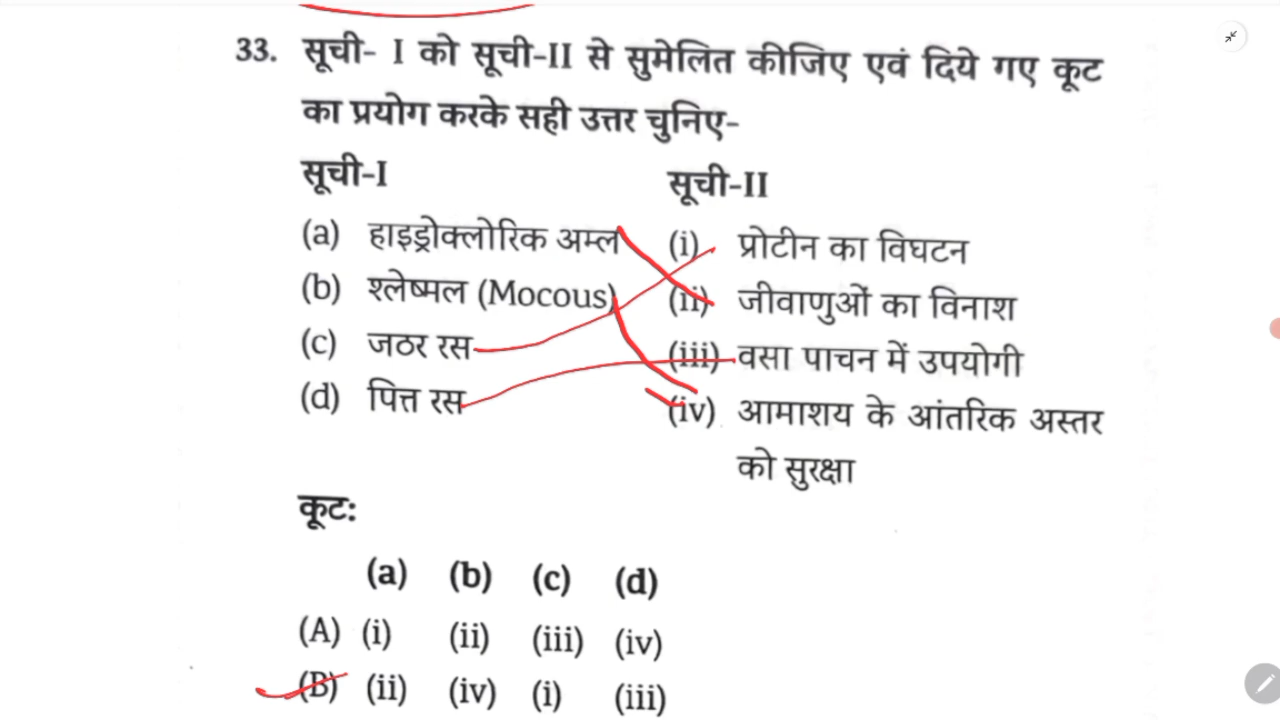 33. सूची- I को सूची-II से सुमेलित कीजिए एवं दिये गए कूट
का प्रयोग करके सही उत्तर चुनिए-
सूची-I सूची-II
(a) हाइड्रोक्लोरिक अम्ल (i) प्रोटीन का विघटन
(b) श्लेष्मल (Mocous) (ii) जीवाणुओं का विनाश
(c) जठर रस (iii) वसा पाचन में उपयोगी
(d) पित्त रस (iv) आमाशय के आंतरिक अस्तर
को सुरक्षा
कूट:
(a) (b) (c) (d)
(A) (i) (ii) (iii) (iv)
(B) (ii) (iv) (i) (iii)